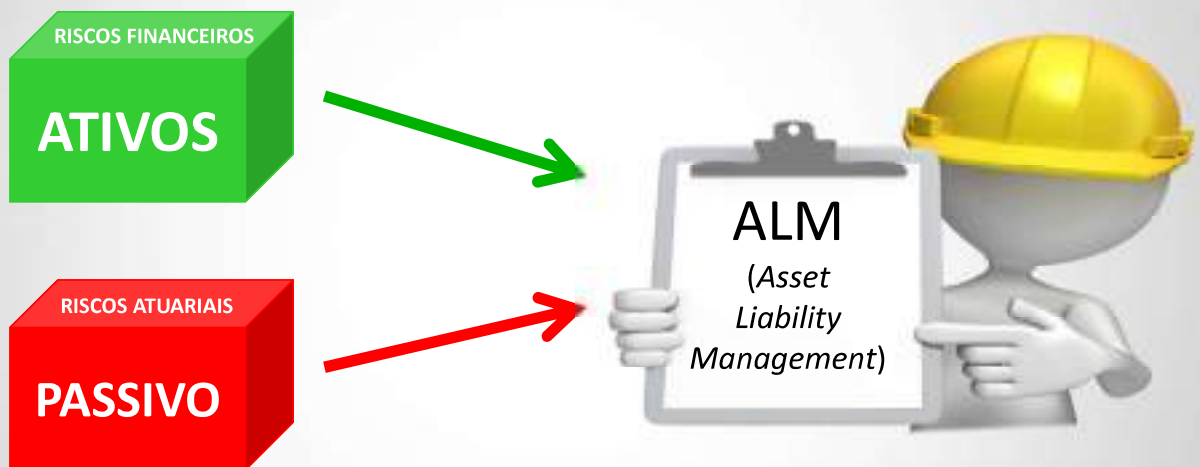 RISCOS FINANCEIROS
ATIVOS
RISCOS ATUARIAIS
PASSIVO
ALM
(Asset
Liability
Management)